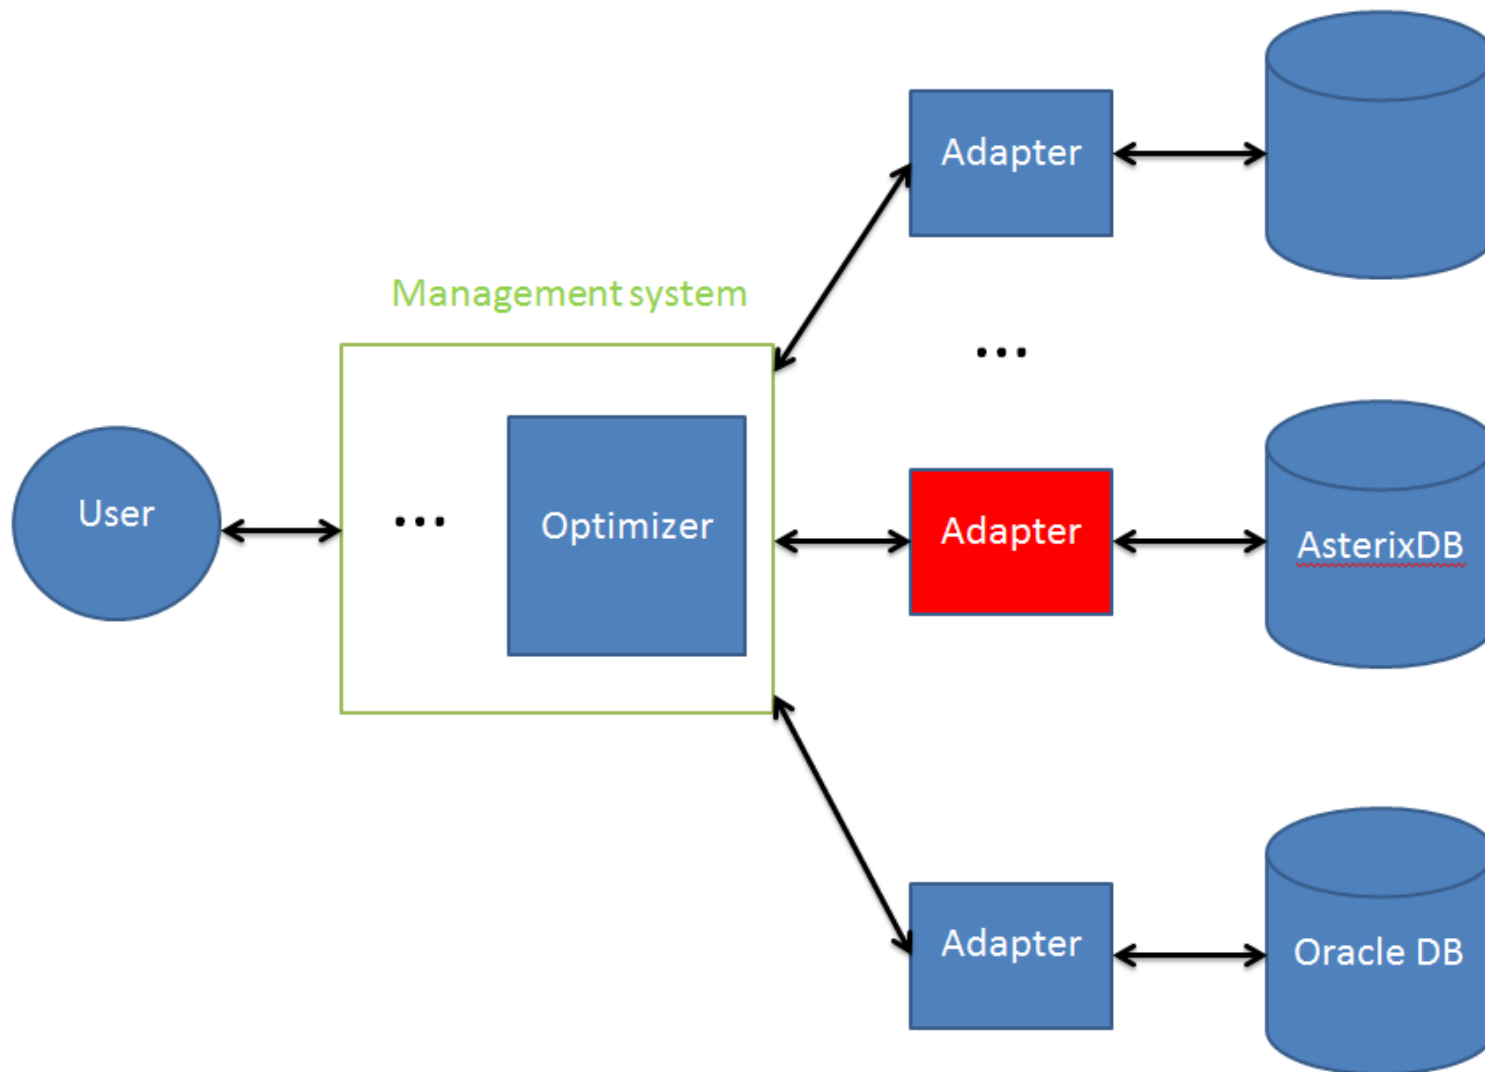 Adapter
Management system
...
User
...
Optimizer
Adapter
AsterixDB
Adapter
Oracle DB